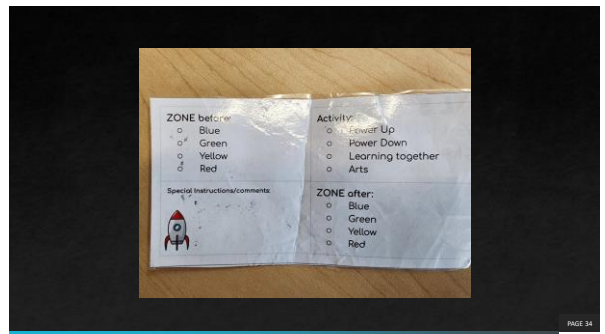 ZONE before:
Blue
Green
Yellow
Red
Special Instructions/comments:
Activity:
Power Up
Power Down
Learning together
Arts
ZONE after:
Blue
Green
Yellow
Red
PAGE 34